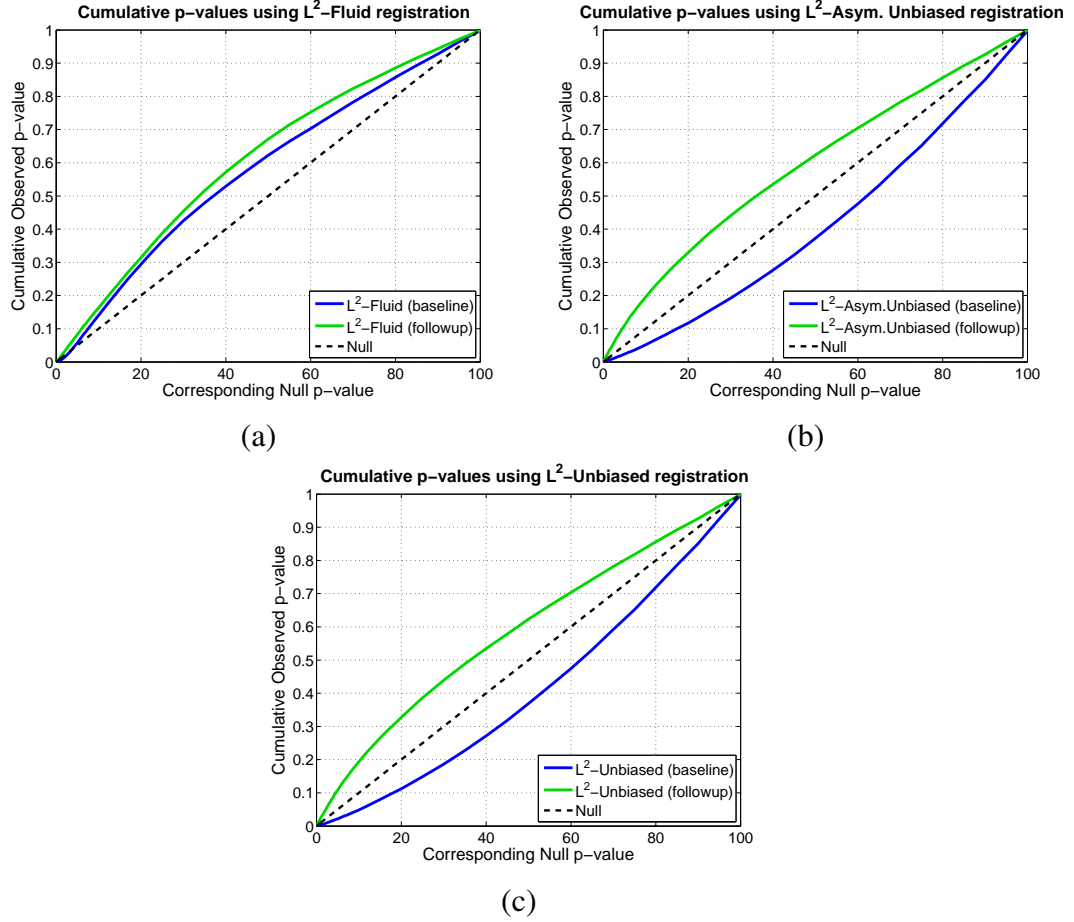 Cumulative p−values using L²−Fluid registration
1
0.9
0.8
0.7
0.6
0.5
0.4
0.3
0.2
0.1
0
Cumulative Observed p−value
L²−Fluid (baseline)
L²−Fluid (followup)
Null
0 20 40 60 80 100
Corresponding Null p−value
(a)
Cumulative p−values using L²−Asym. Unbiased registration
1
0.9
0.8
0.7
0.6
0.5
0.4
0.3
0.2
0.1
0
Cumulative Observed p−value
L²−Asym.Unbiased (baseline)
L²−Asym.Unbiased (followup)
Null
0 20 40 60 80 100
Corresponding Null p−value
(b)
Cumulative p−values using L²−Unbiased registration
1
0.9
0.8
0.7
0.6
0.5
0.4
0.3
0.2
0.1
0
Cumulative Observed p−value
L²−Unbiased (baseline)
L²−Unbiased (followup)
Null
0 20 40 60 80 100
Corresponding Null p−value
(c)